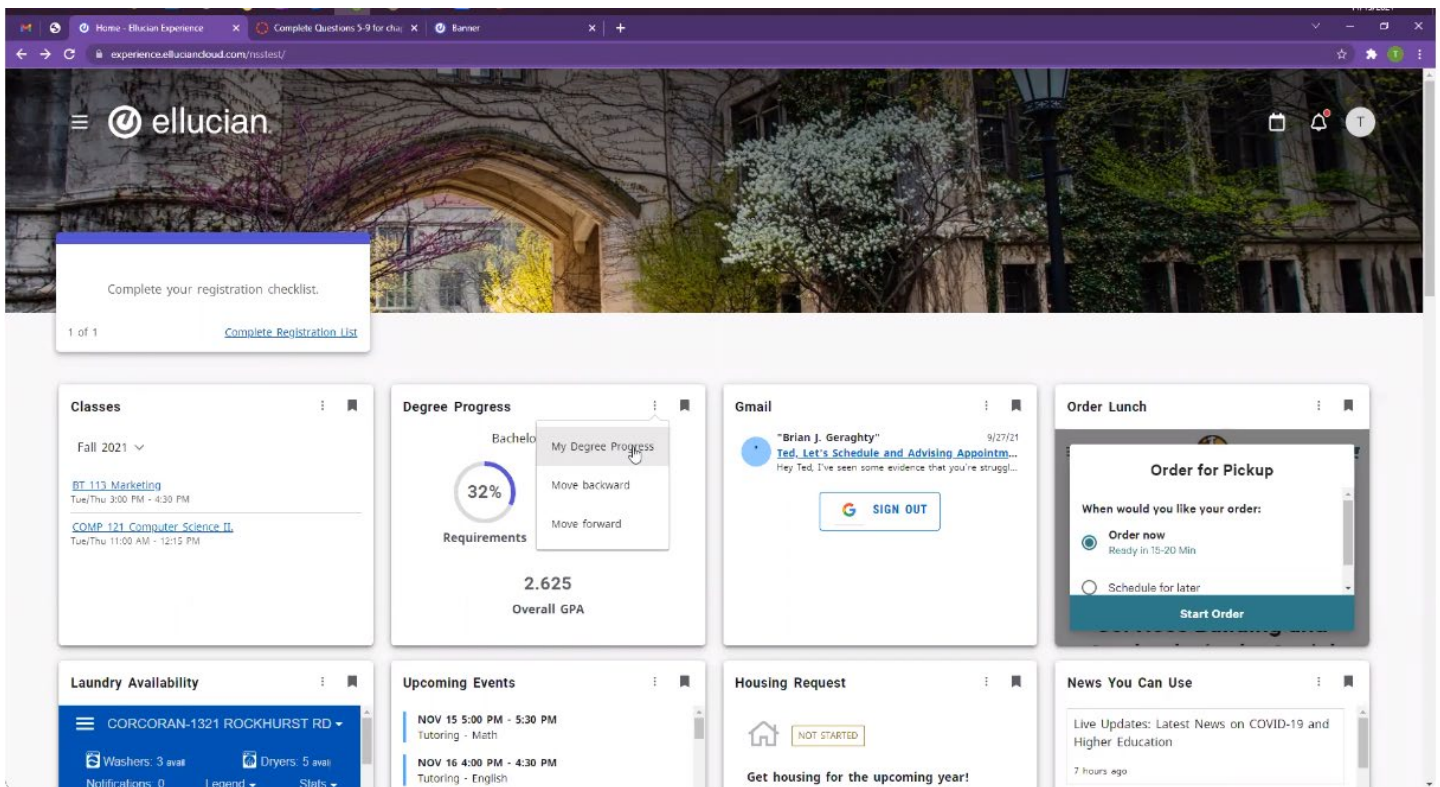 Home - Ellucian Experience
Complete Questions 5-9 for chap
Banner
experience.elluciancloud.com/nsstest/
T
ellucian
T
Complete your registration checklist.
1 of 1 Complete Registration List
Classes
Fall 2021
BT 113 Marketing
Tue/Thu 3:00 PM - 4:30 PM
COMP 121 Computer Science II.
Tue/Thu 11:00 AM - 12:15 PM
Degree Progress
Bachelo
My Degree Progress
Move backward
Move forward
32%
Requirements
2.625
Overall GPA
Gmail
"Brian J. Geraghty" 9/27/21
Ted, Let's Schedule and Advising Appointm...
Hey Ted, I've seen some evidence that you're struggl...
G SIGN OUT
Order Lunch
Order for Pickup
When would you like your order:
Order now
Ready in 15-20 Min
Schedule for later
Start Order
Laundry Availability
CORCORAN-1321 ROCKHURST RD
Washers: 3 avail Dryers: 5 avail
Notifications: 0 Legend Stats
Upcoming Events
NOV 15 5:00 PM - 5:30 PM
Tutoring - Math
NOV 16 4:00 PM - 4:30 PM
Tutoring - English
Housing Request
NOT STARTED
Get housing for the upcoming year!
News You Can Use
Live Updates: Latest News on COVID-19 and
Higher Education
7 hours ago